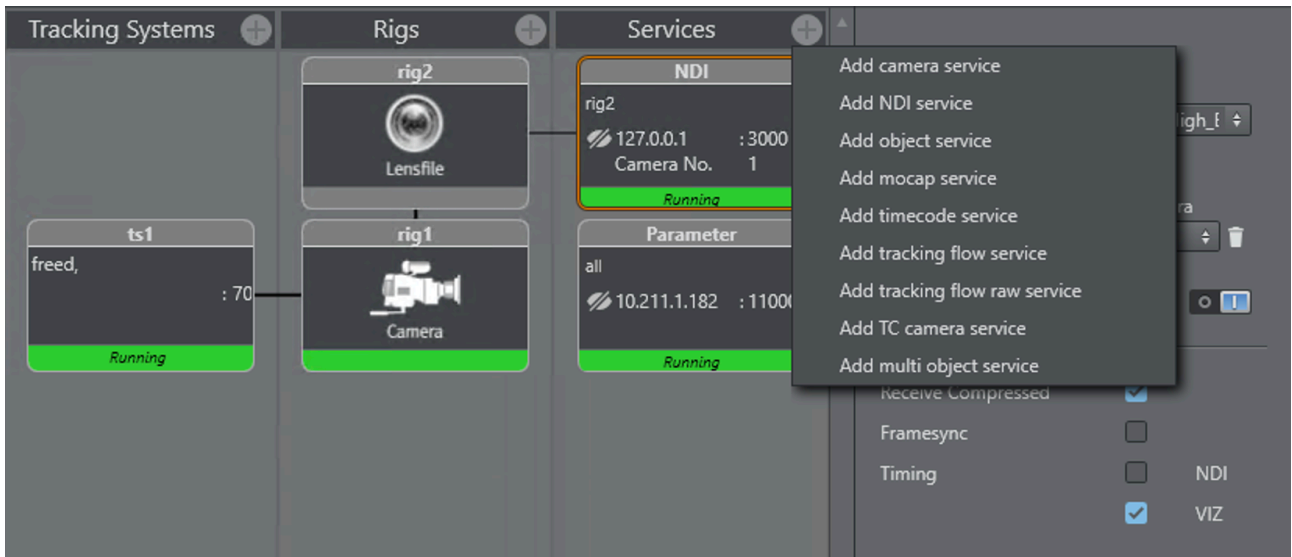 Tracking Systems
Rigs
Services
rig2
Lensfile
NDI
rig2
127.0.0.1 :3000
Camera No. 1
Running
ts1
freed,
: 70
Running
rig1
Camera
Parameter
all
10.211.1.182 :11000
Running
Add camera service
Add NDI service
Add object service
Add mocap service
Add timecode service
Add tracking flow service
Add tracking flow raw service
Add TC camera service
Add multi object service
ra
Receive Compressed
Framesync
Timing
NDI
VIZ